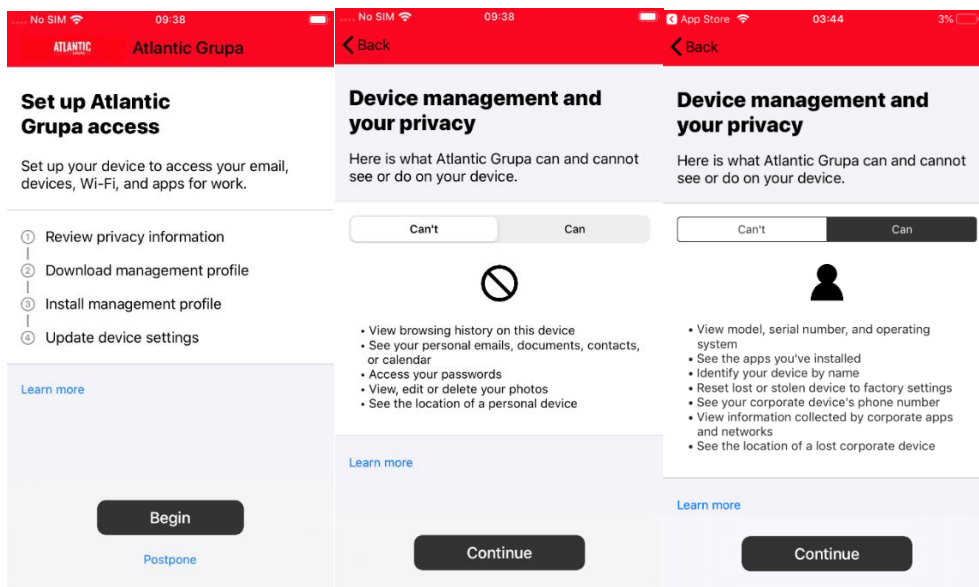 No SIM 09:38
ATLANTIC
GRUPA
Atlantic Grupa
Set up Atlantic
Grupa access
Set up your device to access your email,
devices, Wi-Fi, and apps for work.
1 Review privacy information
2 Download management profile
3 Install management profile
4 Update device settings
Learn more
Begin
Postpone
No SIM 09:38
Back
Device management and
your privacy
Here is what Atlantic Grupa can and cannot
see or do on your device.
Can't Can
• View browsing history on this device
• See your personal emails, documents, contacts,
or calendar
• Access your passwords
• View, edit or delete your photos
• See the location of a personal device
Learn more
Continue
App Store 03:44 3%
Back
Device management and
your privacy
Here is what Atlantic Grupa can and cannot
see or do on your device.
Can't Can
• View model, serial number, and operating
system
• See the apps you've installed
• Identify your device by name
• Reset lost or stolen device to factory settings
• See your corporate device's phone number
• View information collected by corporate apps
and networks
• See the location of a lost corporate device
Learn more
Continue